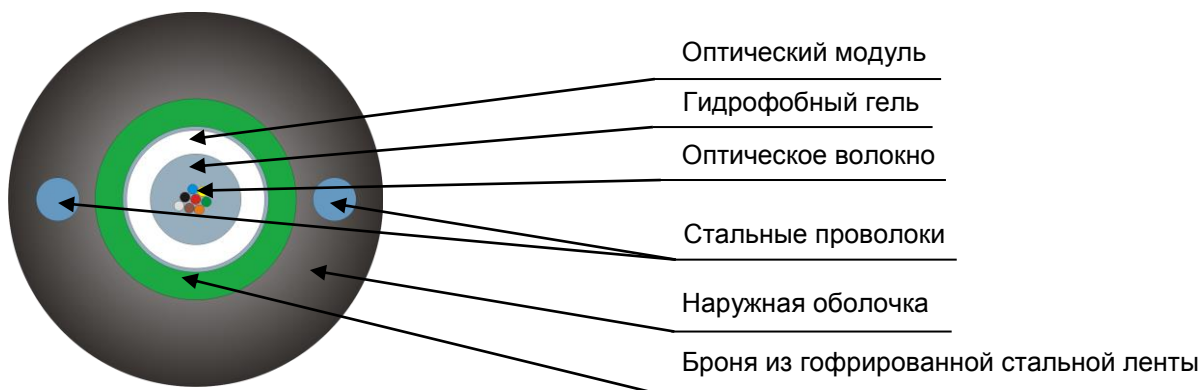 Оптический модуль
Гидрофобный гель
Оптическое волокно
Стальные проволоки
Наружная оболочка
Броня из гофрированной стальной ленты